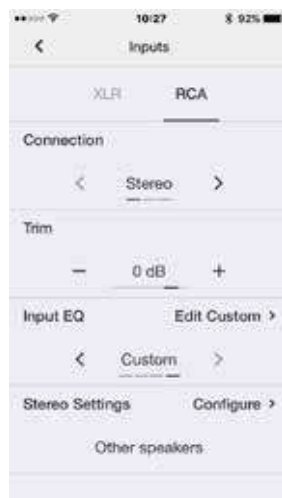 10:27 92%
Inputs
XLR RCA
Connection
Stereo
Trim
− 0 dB +
Input EQ Edit Custom >
< Custom >
Stereo Settings Configure >
Other speakers